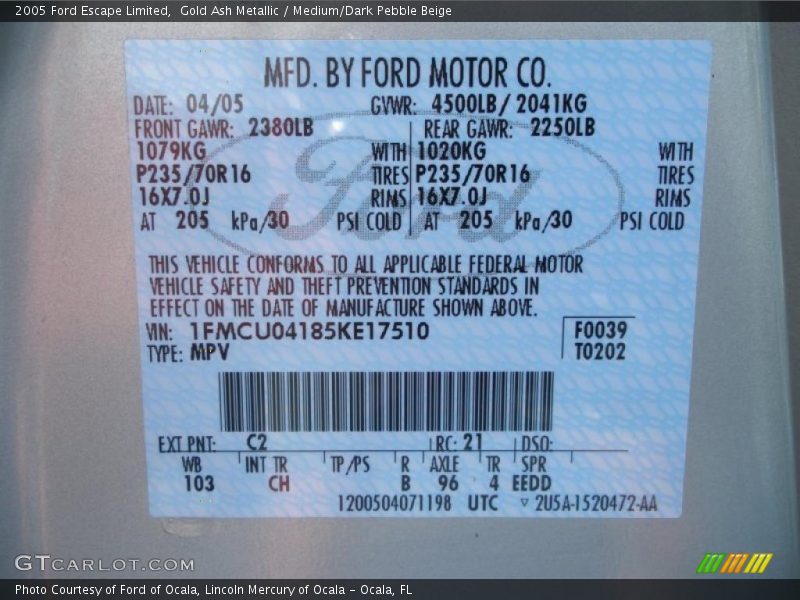 2005 Ford Escape Limited, Gold Ash Metallic / Medium/Dark Pebble Beige
MFD. BY FORD MOTOR CO.
DATE: 04/05 GVWR: 4500LB/ 2041KG
FRONT GAWR: 2380LB REAR GAWR: 2250LB
1079KG WITH 1020KG WITH
P235/70R16 TIRES P235/70R16 TIRES
16X7.0J RIMS 16X7.0J RIMS
AT 205 kPa/30 PSI COLD AT 205 kPa/30 PSI COLD
Ford
THIS VEHICLE CONFORMS TO ALL APPLICABLE FEDERAL MOTOR
VEHICLE SAFETY AND THEFT PREVENTION STANDARDS IN
EFFECT ON THE DATE OF MANUFACTURE SHOWN ABOVE.
VIN: 1FMCU04185KE17510 F0039
TYPE: MPV T0202
EXT PNT: C2 RC: 21 DSO:
WB INT TR TP/PS R AXLE TR SPR
103 CH B 96 4 EEDD
1200504071198 UTC ▽ 2U5A-1520472-AA
GTCARLOT.COM
Photo Courtesy of Ford of Ocala, Lincoln Mercury of Ocala - Ocala, FL